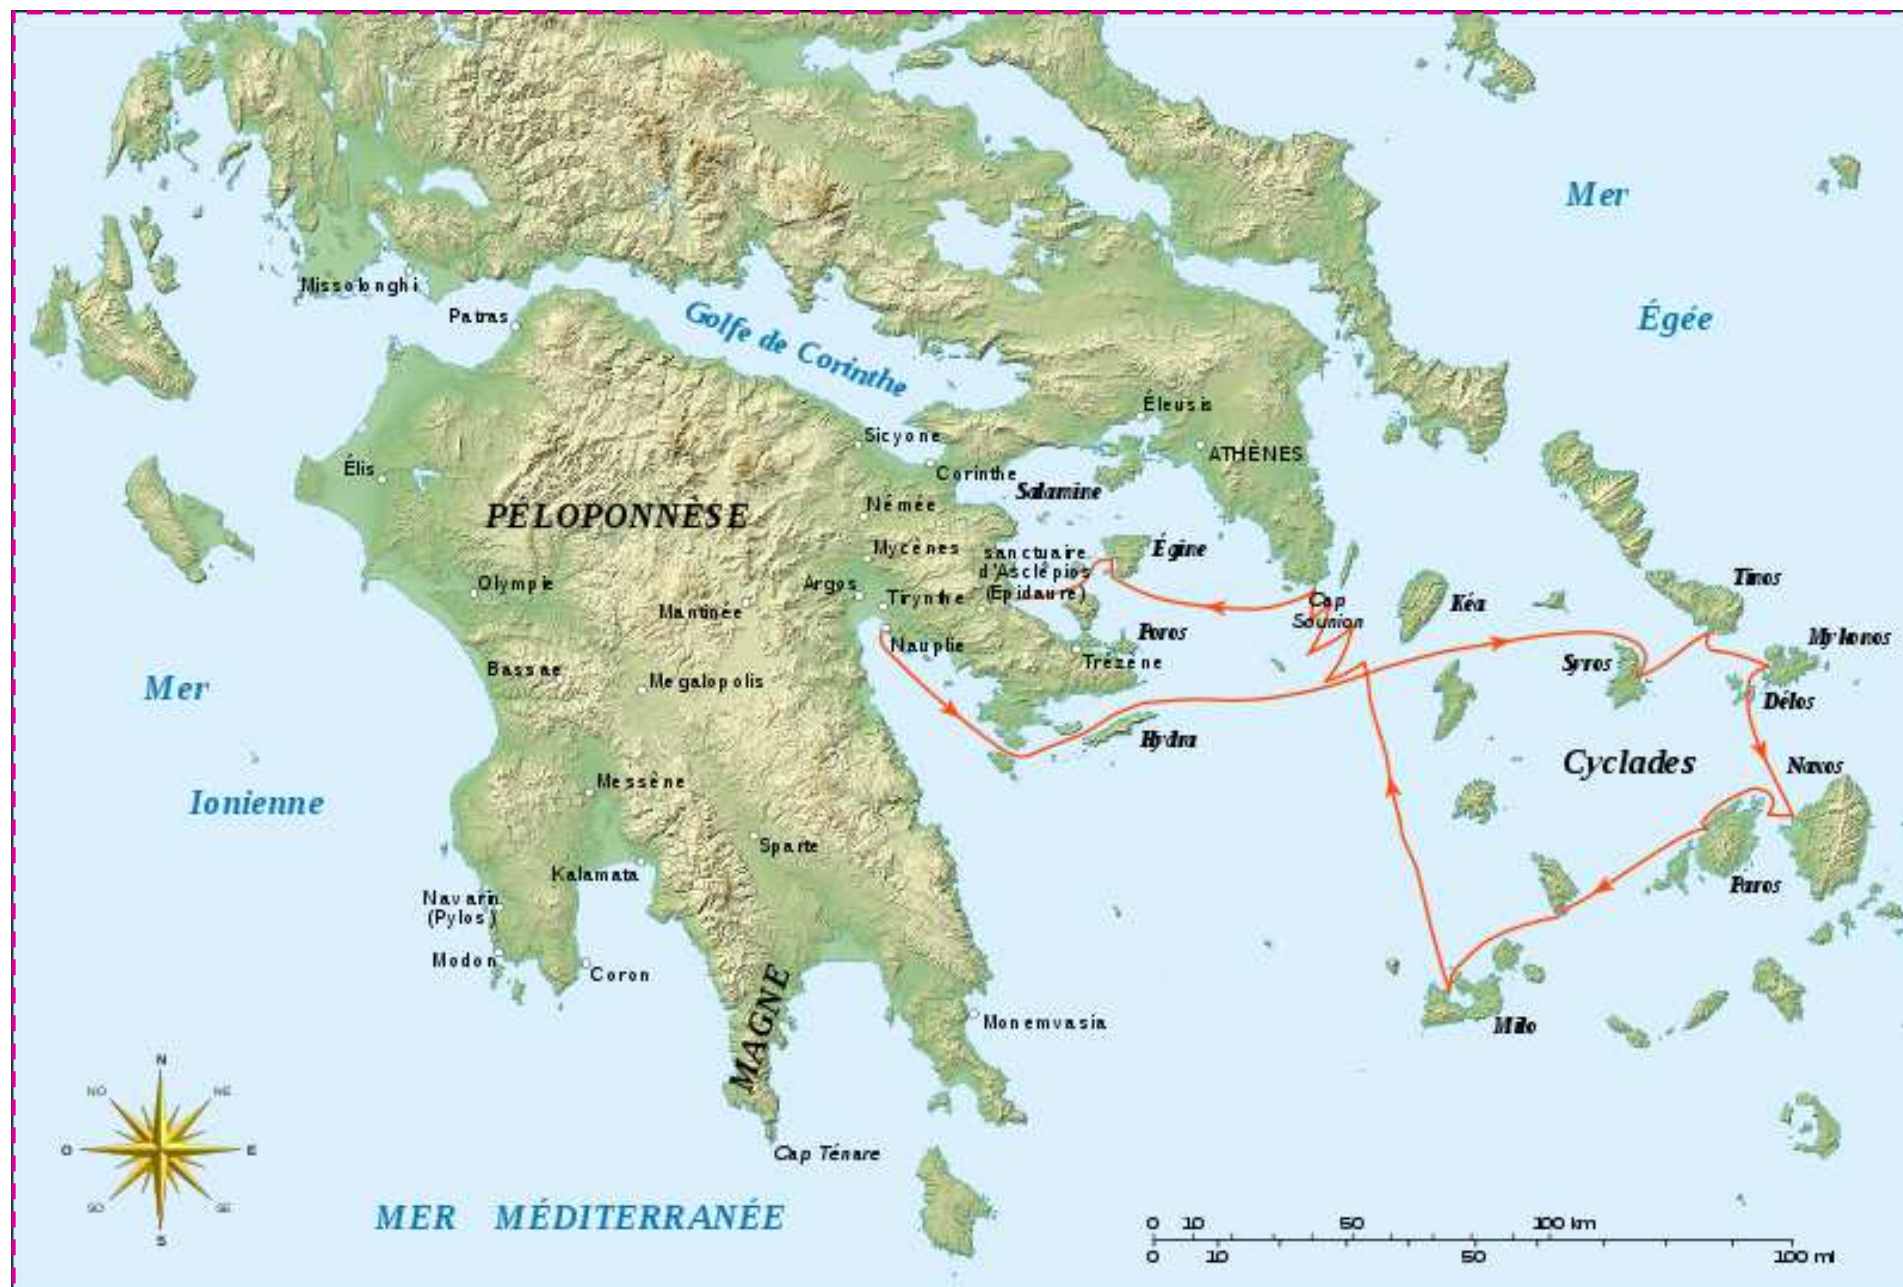 Mer
Égée
Missolonghi
Patras
Golfe de Corinthe
Éleusis
Sicyone
ATHÈNES
Élis
Corinthe
Salamine
Némée
PÉLOPONNÈSE
Mycènes
sanctuaire
d'Asclépios
(Epidaure)
Égine
Olympie
Argos
Tirynthe
Mantinée
Cap
Sounion
Kéa
Tinos
Nauplie
Poros
Trézène
Mykonos
Syros
Bassae
Megalopolis
Mer
Délos
Hydra
Cyclades
Naxos
Messène
Ionienne
Sparte
Kalamata
Paros
Navarin
(Pylos)
Modon
Coron
MAGNE
Monemvasia
Milo
N
NO
NE
O
E
SO
SE
S
Cap Ténare
MER MÉDITERRANÉE
0 10 50 100 km
0 10 50 100 mi